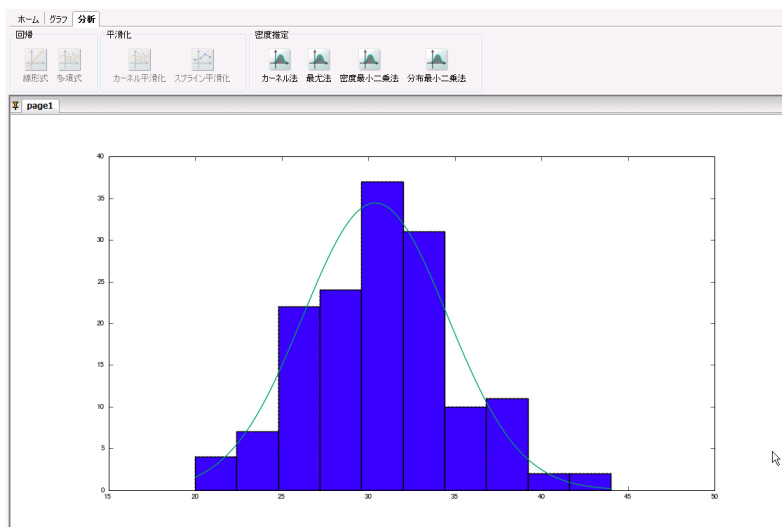 ホーム グラフ 分析
回帰 平滑化 密度推定
線形式 多項式 カーネル平滑化 スプライン平滑化 カーネル法 最尤法 密度最小二乗法 分布最小二乗法
page1
40
35
30
25
20
15
10
5
0
15 20 25 30 35 40 45 50